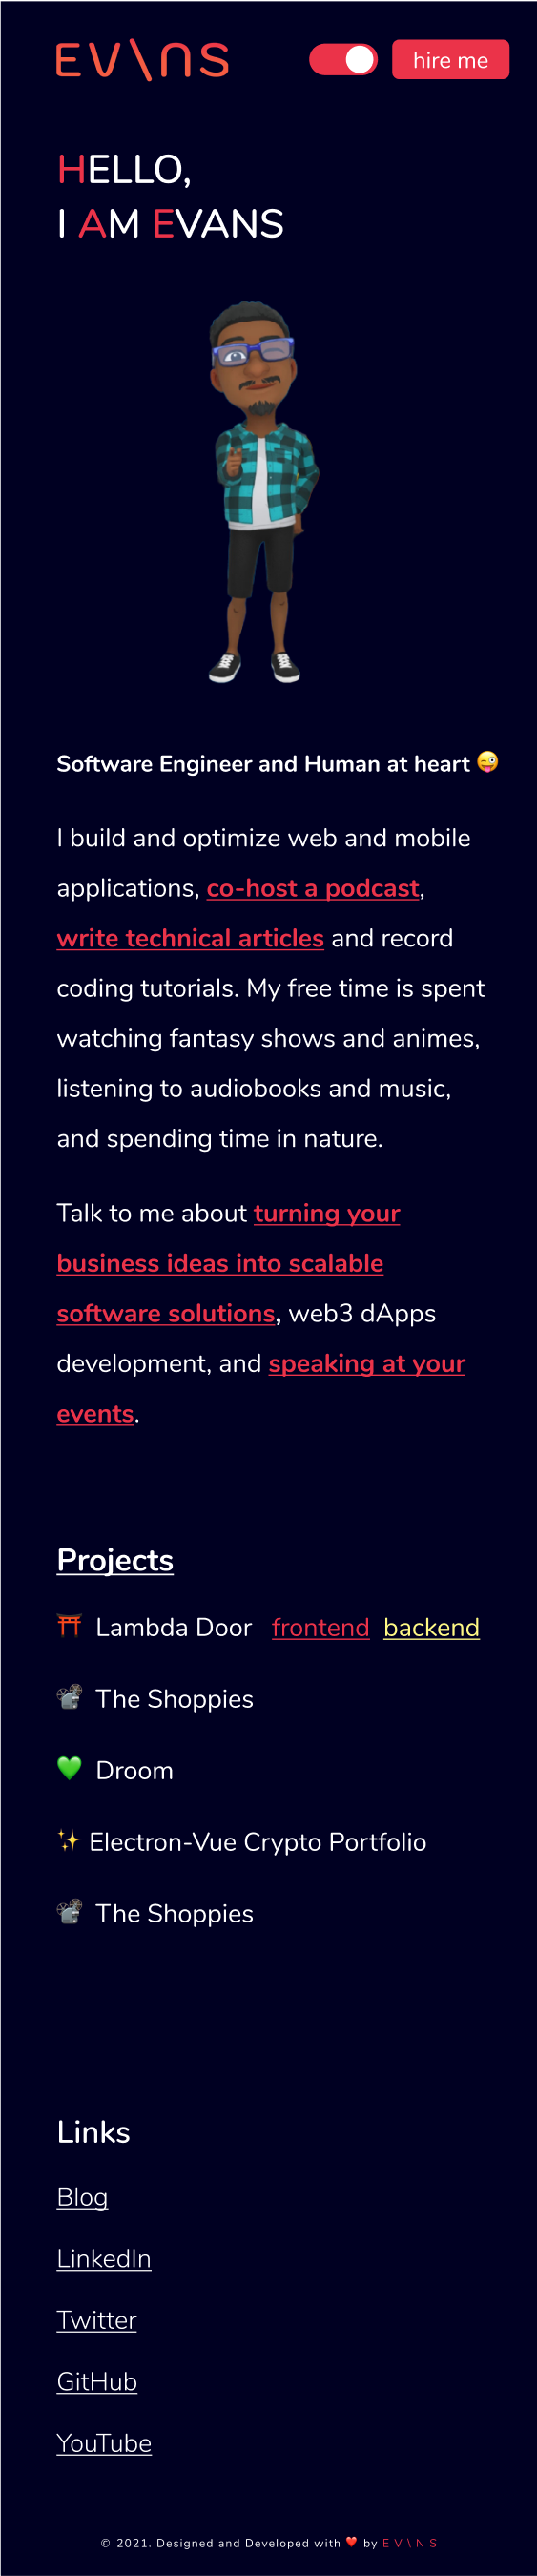 EV\NS
hire me
HELLO,
I AM EVANS
Software Engineer and Human at heart 😜
I build and optimize web and mobile
applications, co-host a podcast,
write technical articles and record
coding tutorials. My free time is spent
watching fantasy shows and animes,
listening to audiobooks and music,
and spending time in nature.
Talk to me about turning your
business ideas into scalable
software solutions, web3 dApps
development, and speaking at your
events.
Projects
⛩ Lambda Door frontend backend
📽 The Shoppies
💚 Droom
✨ Electron-Vue Crypto Portfolio
📽 The Shoppies
Links
Blog
LinkedIn
Twitter
GitHub
YouTube
© 2021. Designed and Developed with ❤️ by E V \ N S